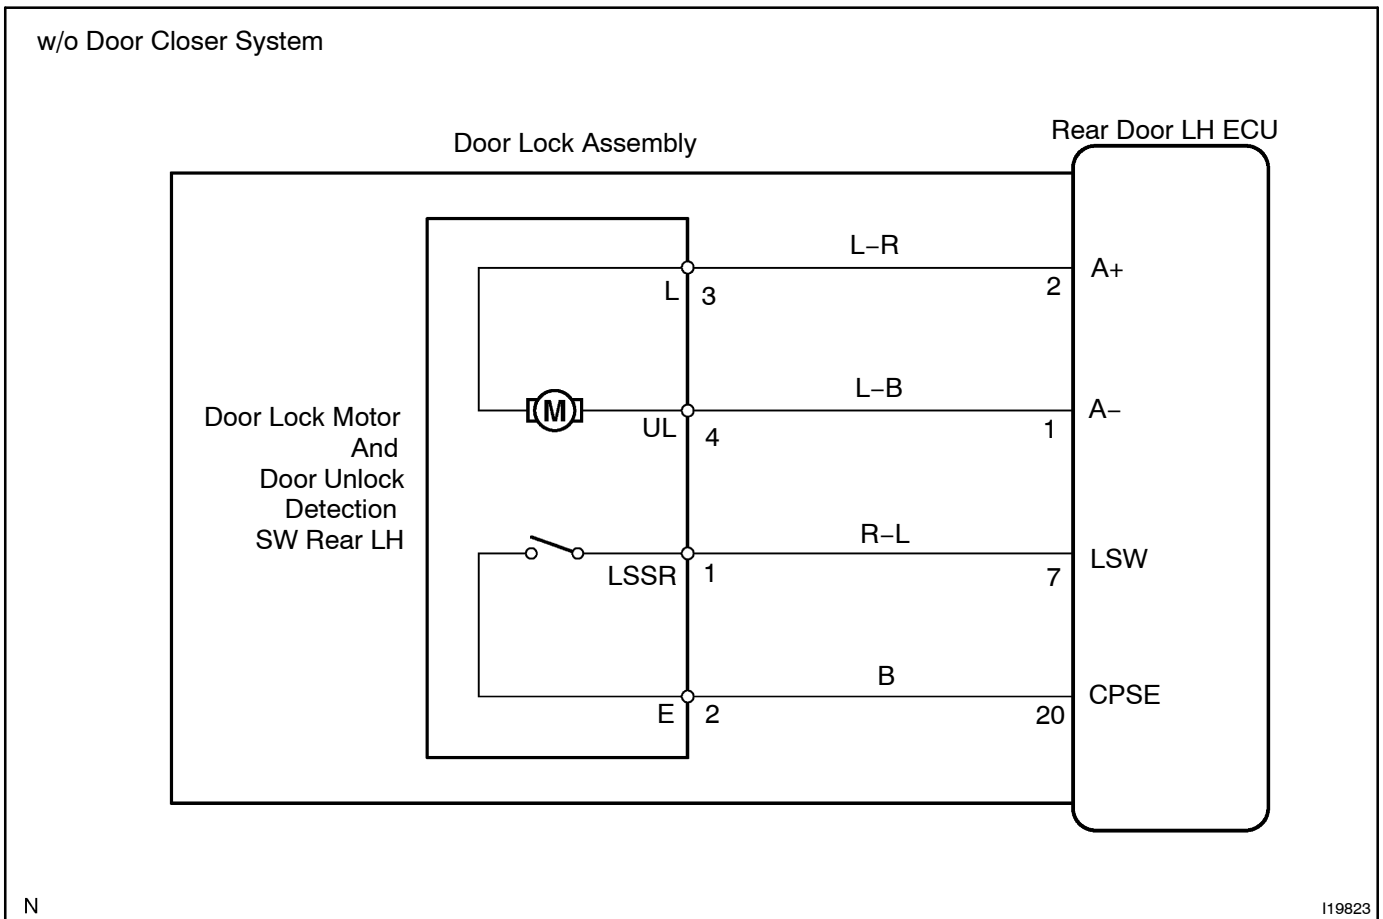 w/o Door Closer System
Rear Door LH ECU
Door Lock Assembly
L−R
L
3
2
A+
L−B
M
UL
4
1
A−
Door Lock Motor
And
Door Unlock
Detection
SW Rear LH
R−L
LSSR
1
7
LSW
B
E
2
20
CPSE
N
I19823